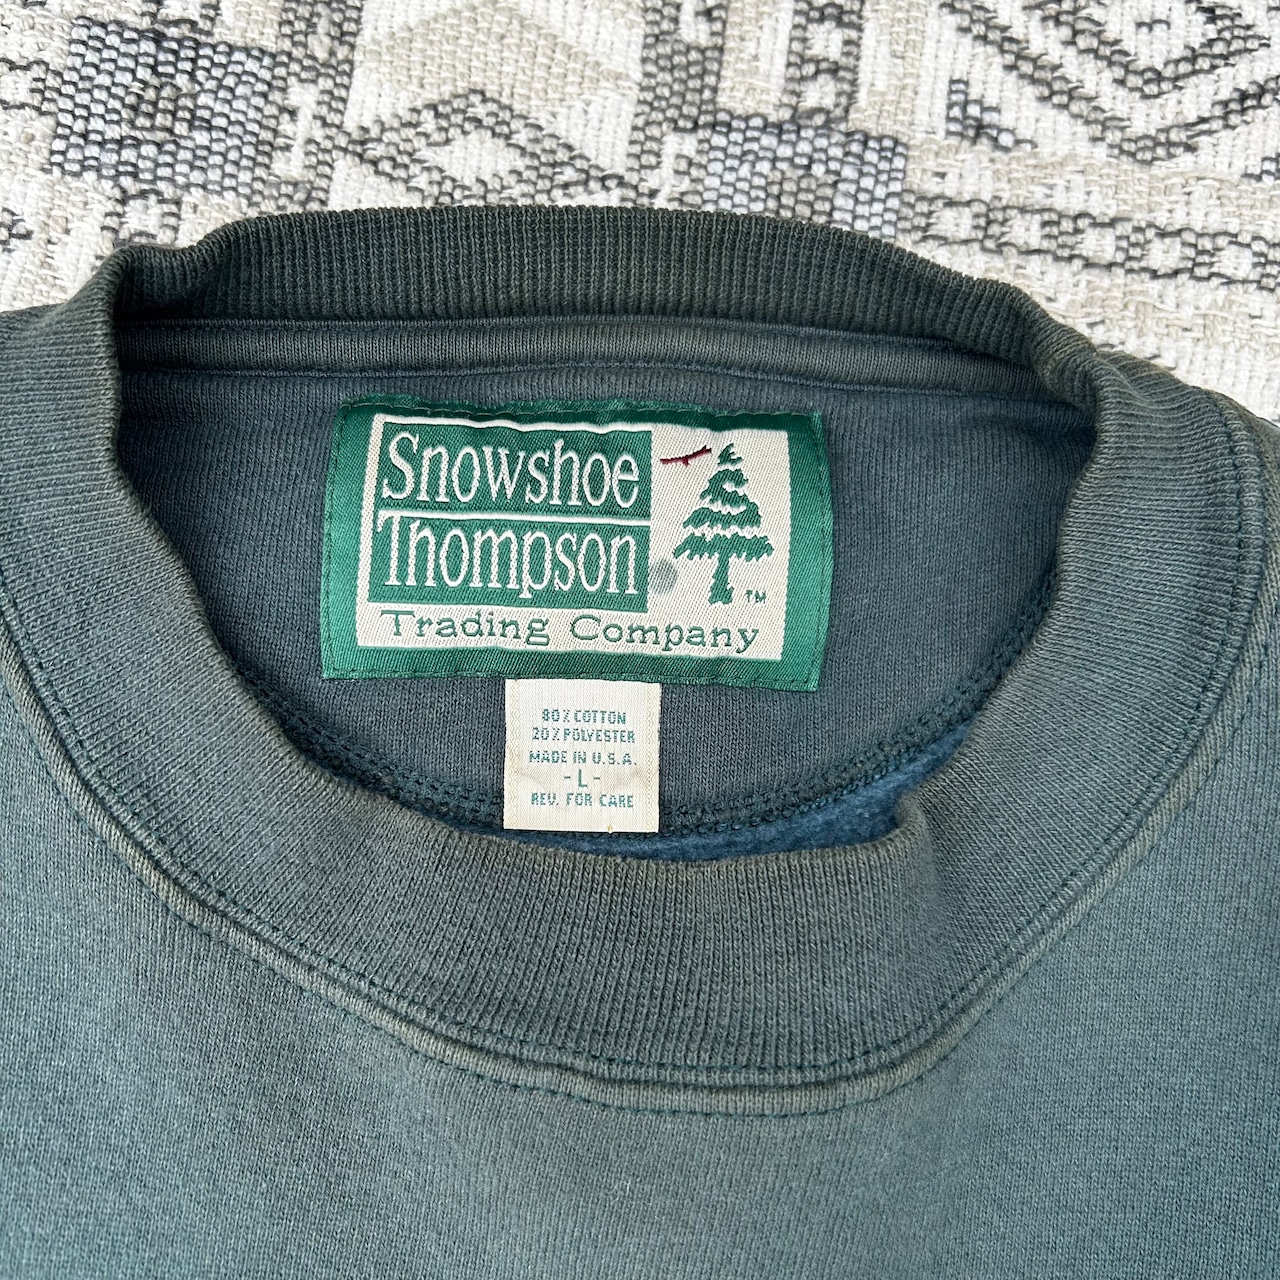 Snowshoe
Thompson
TM
Trading Company
80% COTTON
20% POLYESTER
MADE IN U.S.A.
- L -
REV. FOR CARE